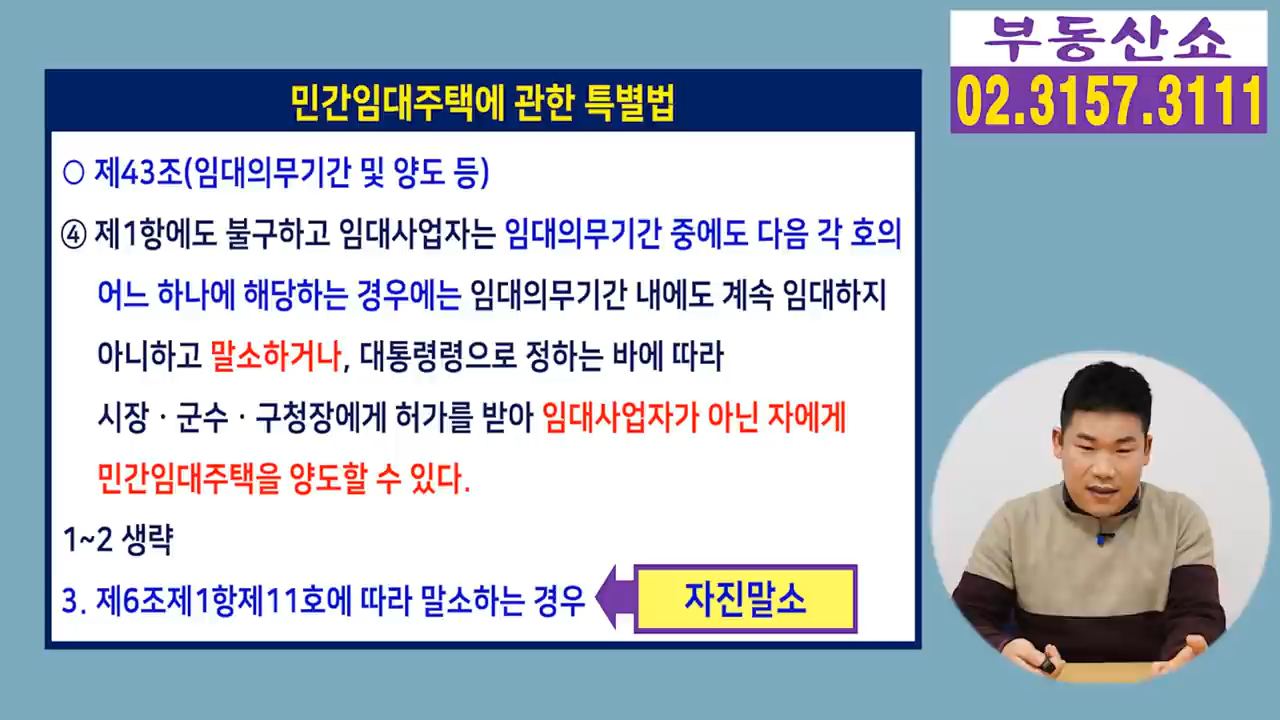 부동산쇼
02.3157.3111
민간임대주택에 관한 특별법
○ 제43조(임대의무기간 및 양도 등)
④ 제1항에도 불구하고 임대사업자는 임대의무기간 중에도 다음 각 호의
어느 하나에 해당하는 경우에는 임대의무기간 내에도 계속 임대하지
아니하고 말소하거나, 대통령령으로 정하는 바에 따라
시장 · 군수 · 구청장에게 허가를 받아 임대사업자가 아닌 자에게
민간임대주택을 양도할 수 있다.
1~2 생략
3. 제6조제1항제11호에 따라 말소하는 경우
자진말소